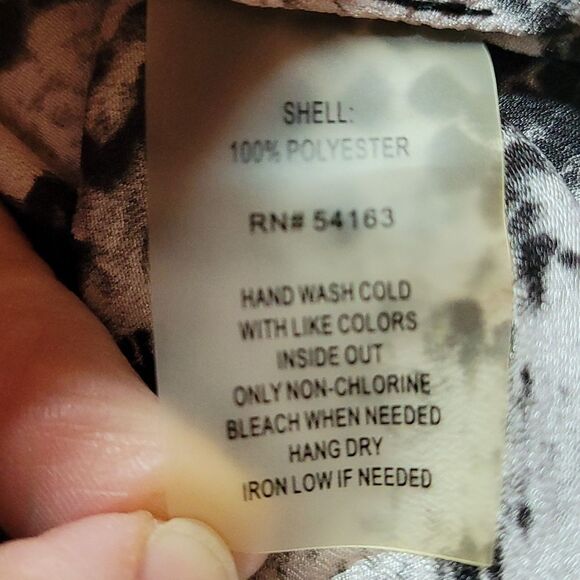 SHELL:
100% POLYESTER
RN# 54163
HAND WASH COLD
WITH LIKE COLORS
INSIDE OUT
ONLY NON-CHLORINE
BLEACH WHEN NEEDED
HANG DRY
IRON LOW IF NEEDED